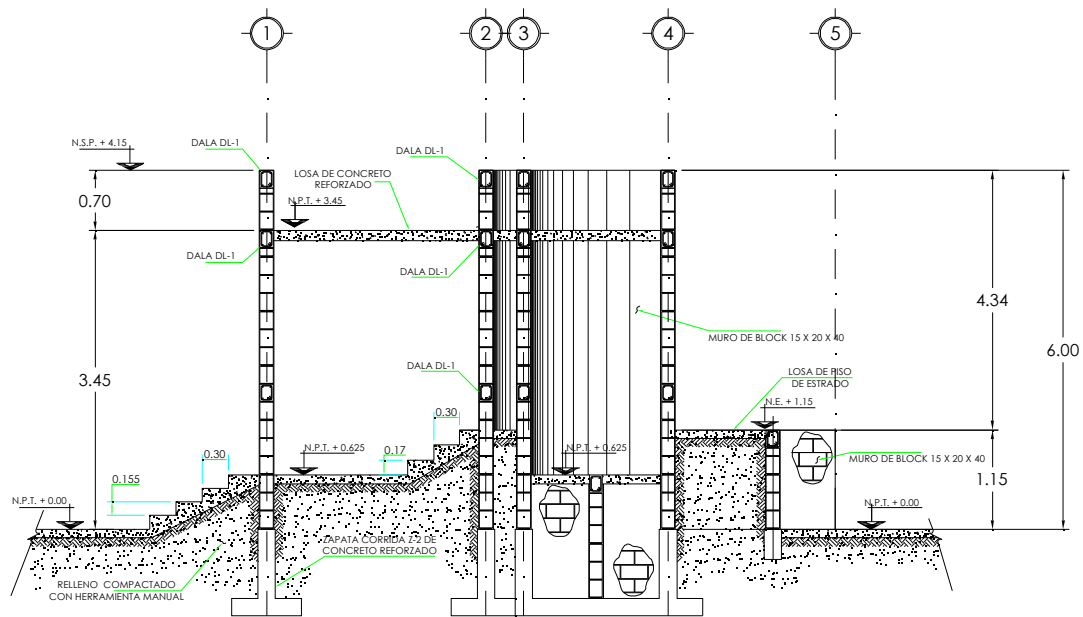 1
2
3
4
5
N.S.P. + 4.15
DALA DL-1
DALA DL-1
LOSA DE CONCRETO
REFORZADO
N.P.T. + 3.45
0.70
DALA DL-1
DALA DL-1
4.34
MURO DE BLOCK 15 X 20 X 40
6.00
3.45
DALA DL-1
LOSA DE PISO
DE ESTRADO
N.E. + 1.15
0.30
0.30
0.17
N.P.T. + 0.625
N.P.T. + 0.625
MURO DE BLOCK 15 X 20 X 40
0.155
1.15
N.P.T. + 0.00
N.P.T. + 0.00
ZAPATA CORRIDA Z-2 DE
CONCRETO REFORZADO
RELLENO COMPACTADO
CON HERRAMIENTA MANUAL